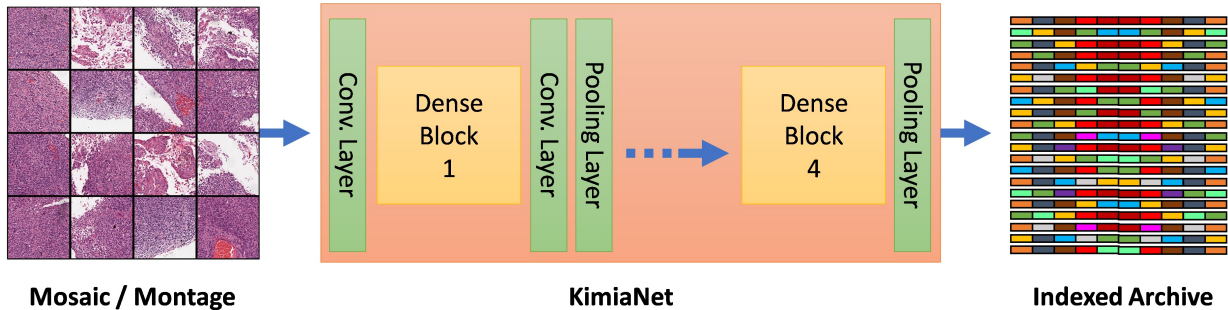 Conv. Layer
Dense
Block
1
Conv. Layer
Pooling Layer
Dense
Block
4
Pooling Layer
Mosaic / Montage
KimiaNet
Indexed Archive